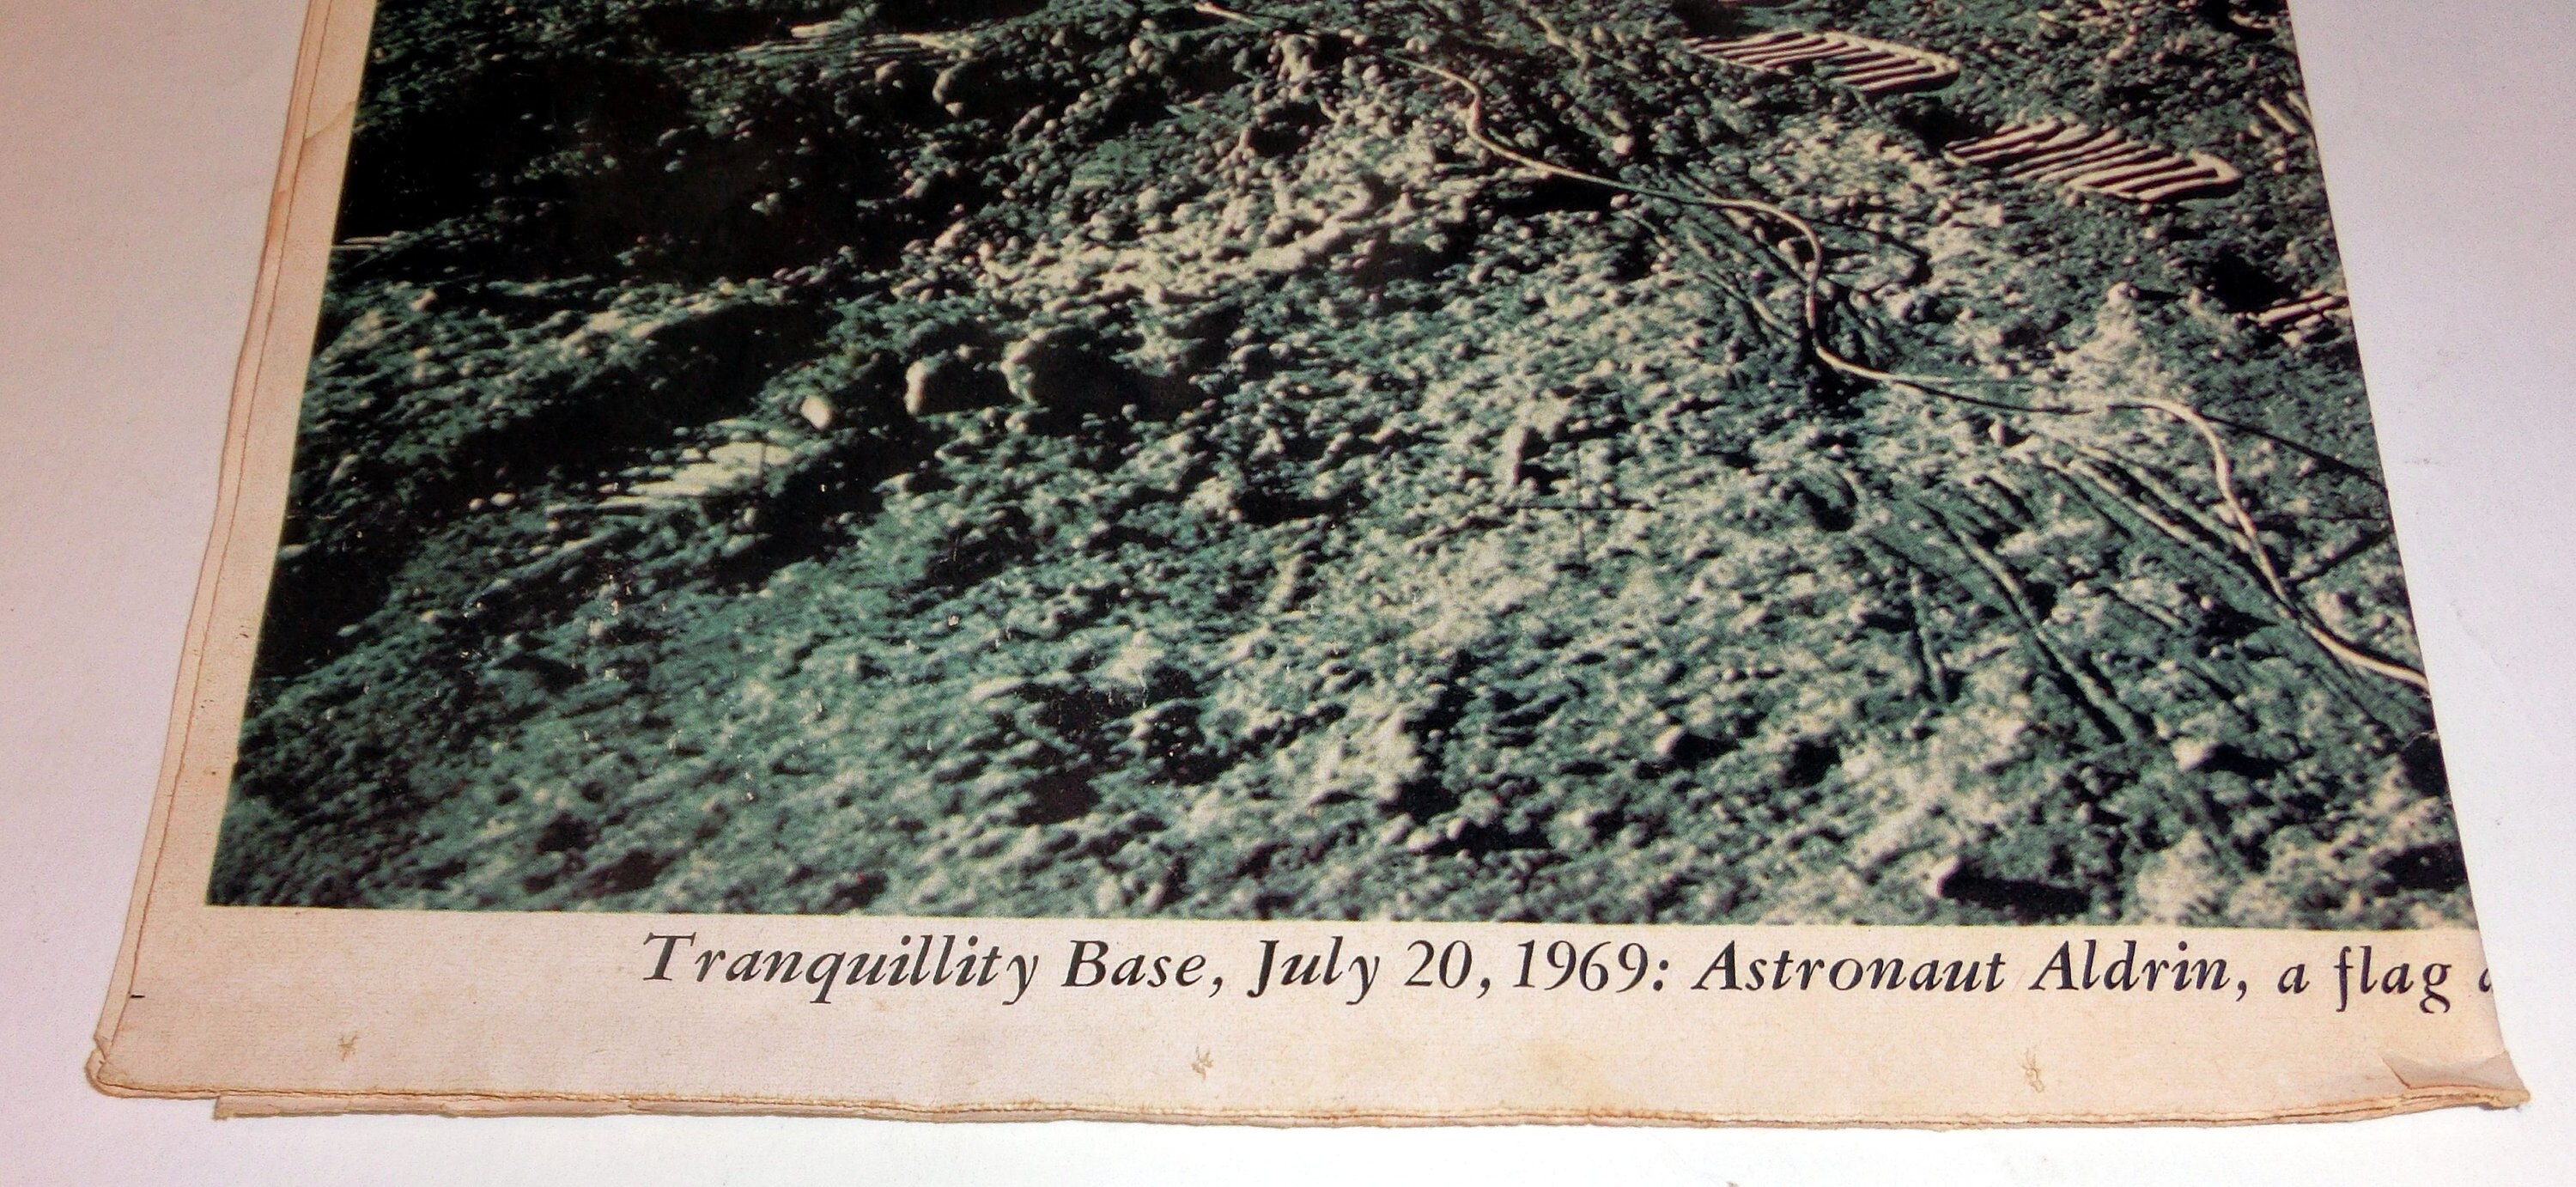 Tranquillity Base, July 20, 1969: Astronaut Aldrin, a flag